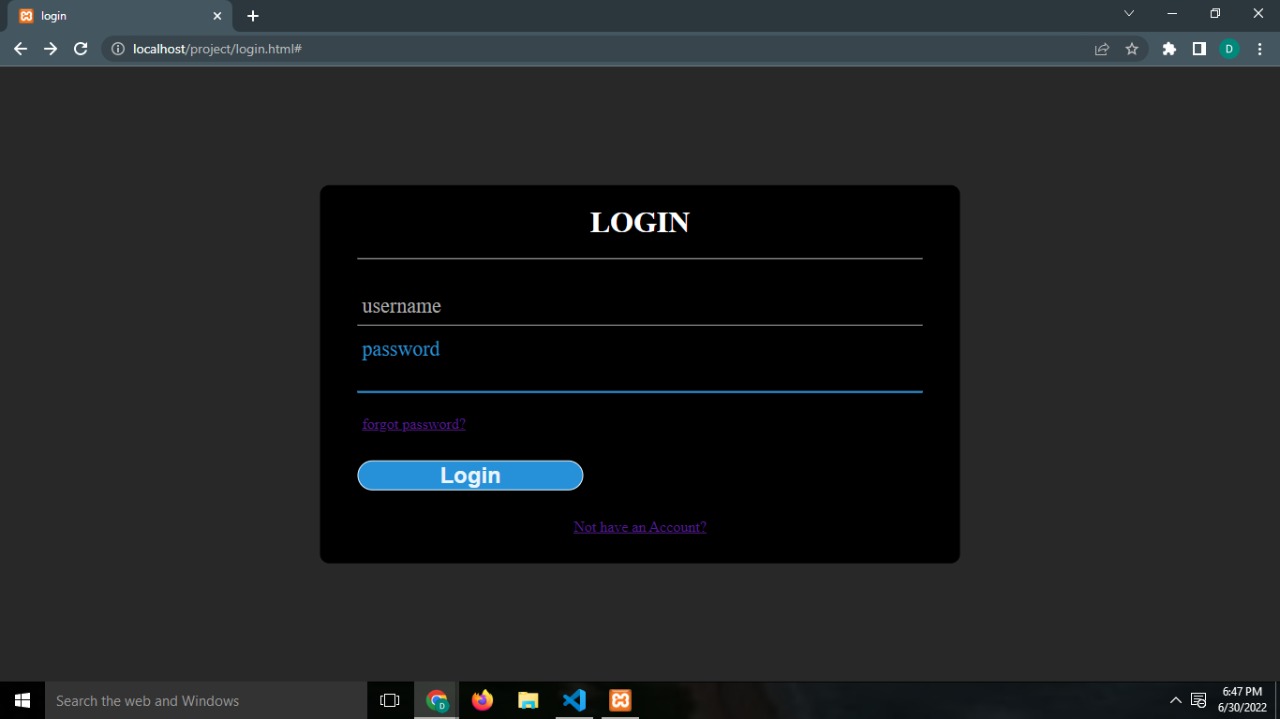 login
localhost/project/login.html#
D
LOGIN
username
password
forgot password?
Login
Not have an Account?
Search the web and Windows
D
6:47 PM
6/30/2022